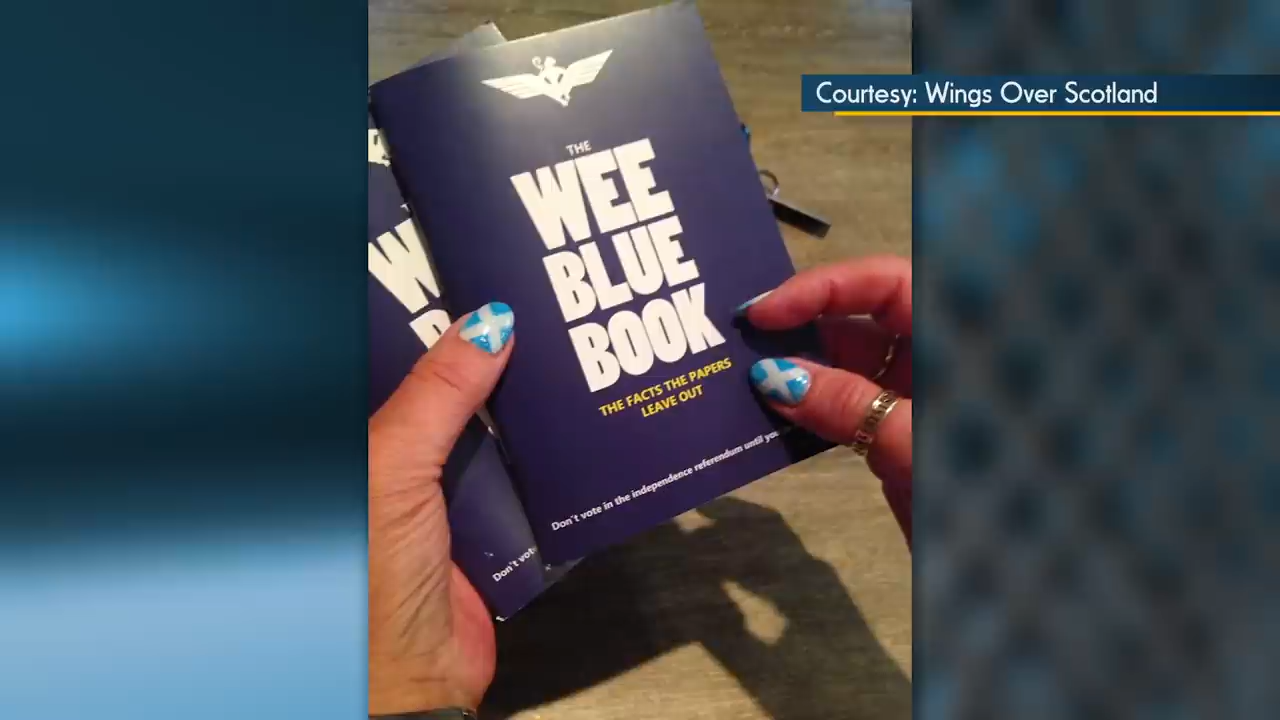 Courtesy: Wings Over Scotland
THE
WEE
BLUE
BOOK
THE FACTS THE PAPERS
LEAVE OUT
Don't vote in the independence referendum until
W
Don't